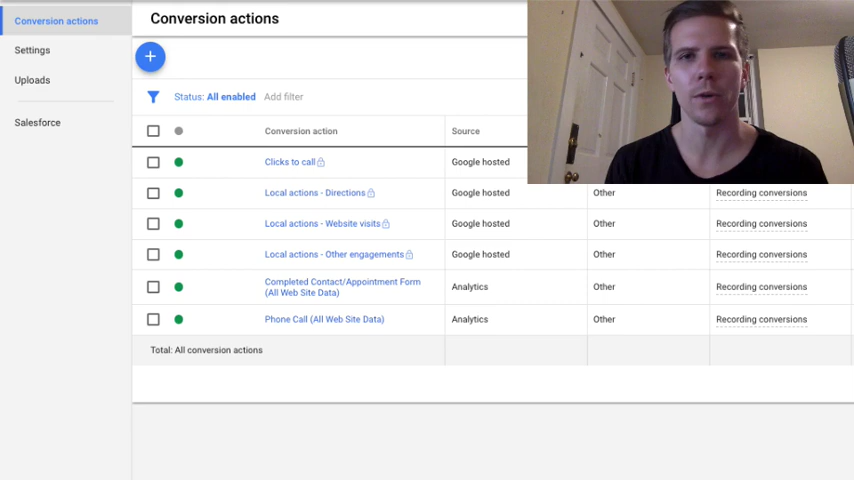 Conversion actions
Conversion actions
Settings
Uploads
Salesforce
+
Status: All enabled Add filter
Conversion action Source
Clicks to call Google hosted
Local actions - Directions Google hosted Other Recording conversions
Local actions - Website visits Google hosted Other Recording conversions
Local actions - Other engagements Google hosted Other Recording conversions
Completed Contact/Appointment Form
(All Web Site Data) Analytics Other Recording conversions
Phone Call (All Web Site Data) Analytics Other Recording conversions
Total: All conversion actions